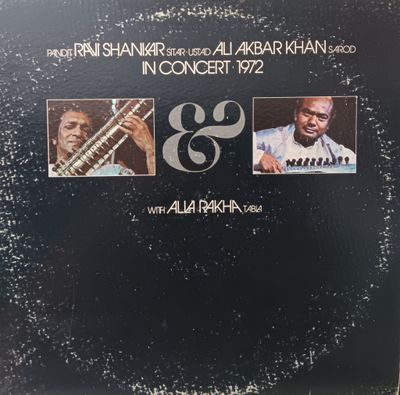 PANDIT RAVI SHANKAR SITAR · USTAD ALI AKBAR KHAN SAROD
IN CONCERT · 1972
&
WITH ALLA RAKHA TABLA